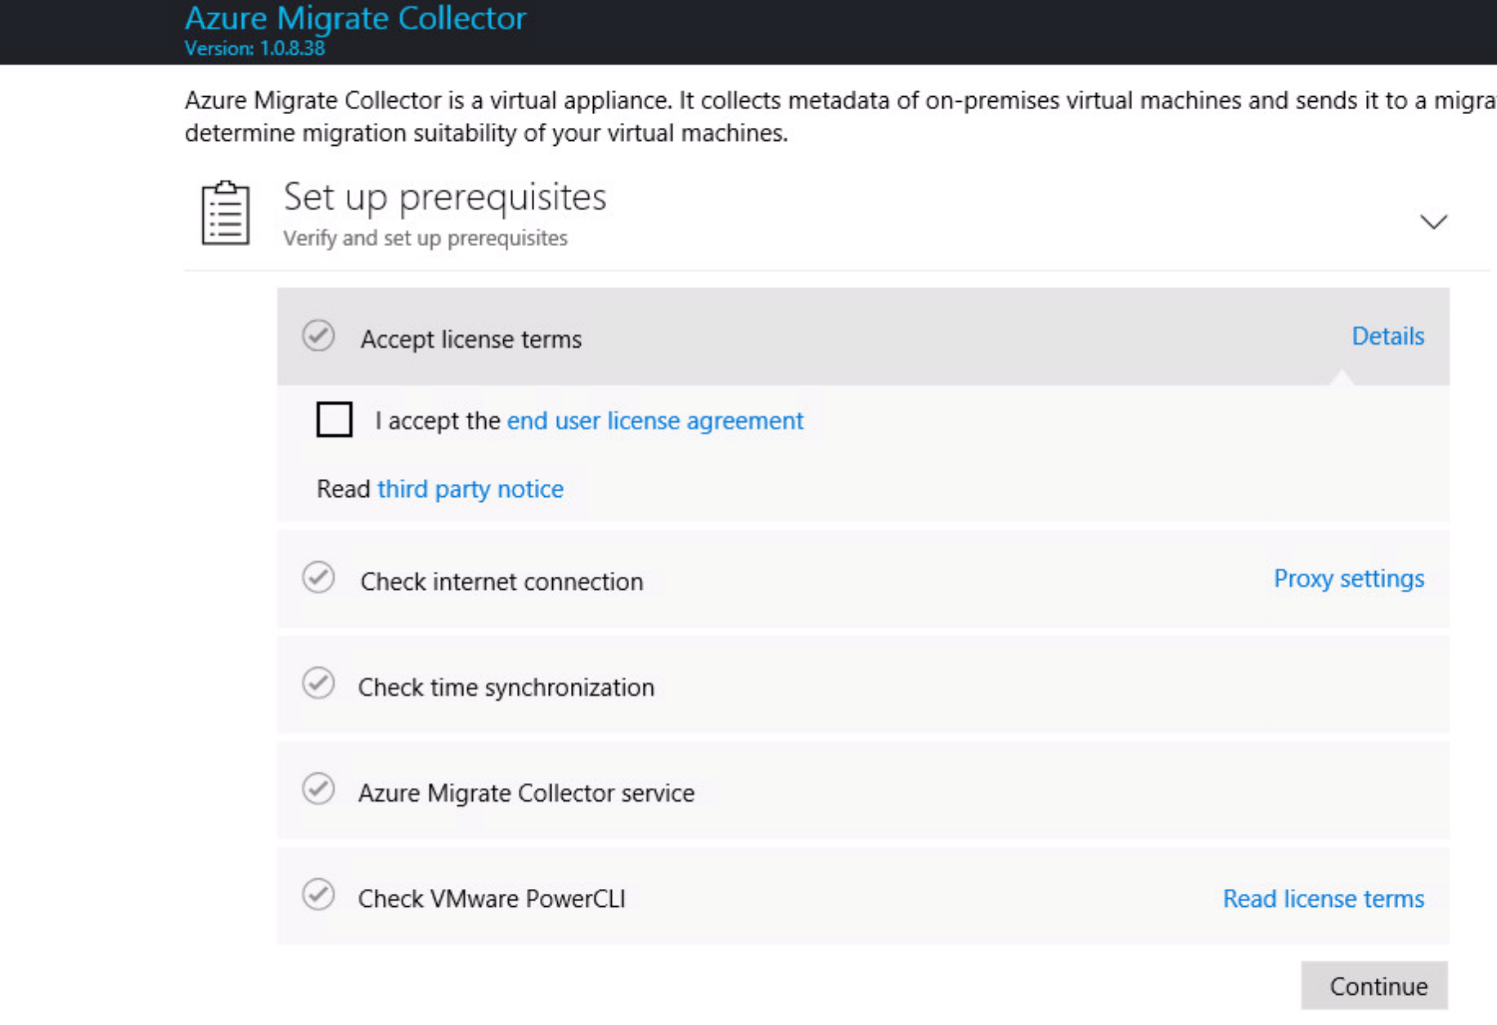 Azure Migrate Collector
Version: 1.0.8.38
Azure Migrate Collector is a virtual appliance. It collects metadata of on-premises virtual machines and sends it to a migra
determine migration suitability of your virtual machines.
Set up prerequisites
Verify and set up prerequisites
Accept license terms Details
I accept the end user license agreement
Read third party notice
Check internet connection Proxy settings
Check time synchronization
Azure Migrate Collector service
Check VMware PowerCLI Read license terms
Continue